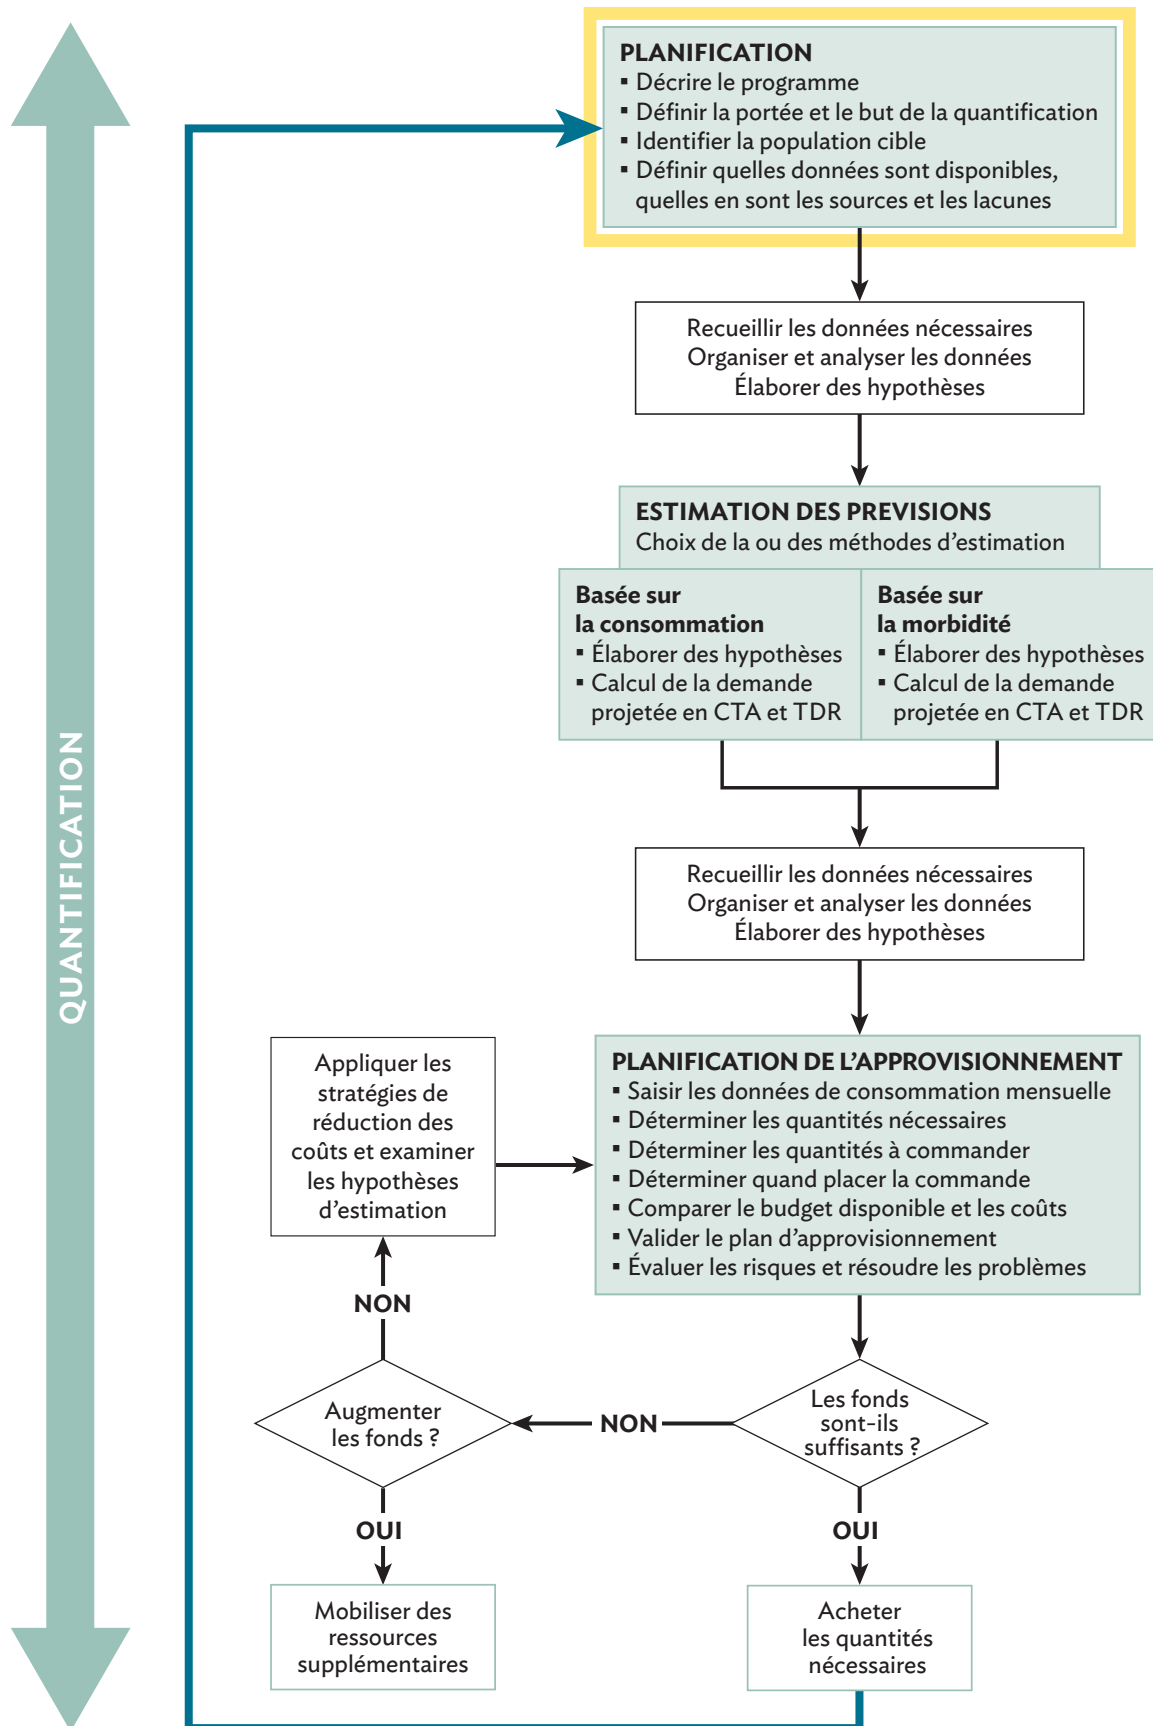 PLANIFICATION
▪ Décrire le programme
▪ Définir la portée et le but de la quantification
▪ Identifier la population cible
▪ Définir quelles données sont disponibles,
quelles en sont les sources et les lacunes
Recueillir les données nécessaires
Organiser et analyser les données
Élaborer des hypothèses
ESTIMATION DES PREVISIONS
Choix de la ou des méthodes d’estimation
Basée sur
la consommation
▪ Élaborer des hypothèses
▪ Calcul de la demande
projetée en CTA et TDR
Basée sur
la morbidité
▪ Élaborer des hypothèses
▪ Calcul de la demande
projetée en CTA et TDR
QUANTIFICATION
Recueillir les données nécessaires
Organiser et analyser les données
Élaborer des hypothèses
PLANIFICATION DE L’APPROVISIONNEMENT
▪ Saisir les données de consommation mensuelle
▪ Déterminer les quantités nécessaires
▪ Déterminer les quantités à commander
▪ Déterminer quand placer la commande
▪ Comparer le budget disponible et les coûts
▪ Valider le plan d’approvisionnement
▪ Évaluer les risques et résoudre les problèmes
Appliquer les
stratégies de
réduction des
coûts et examiner
les hypothèses
d’estimation
NON
Augmenter
les fonds ?
NON
Les fonds
sont-ils
suffisants ?
OUI
OUI
Mobiliser des
ressources
supplémentaires
Acheter
les quantités
nécessaires